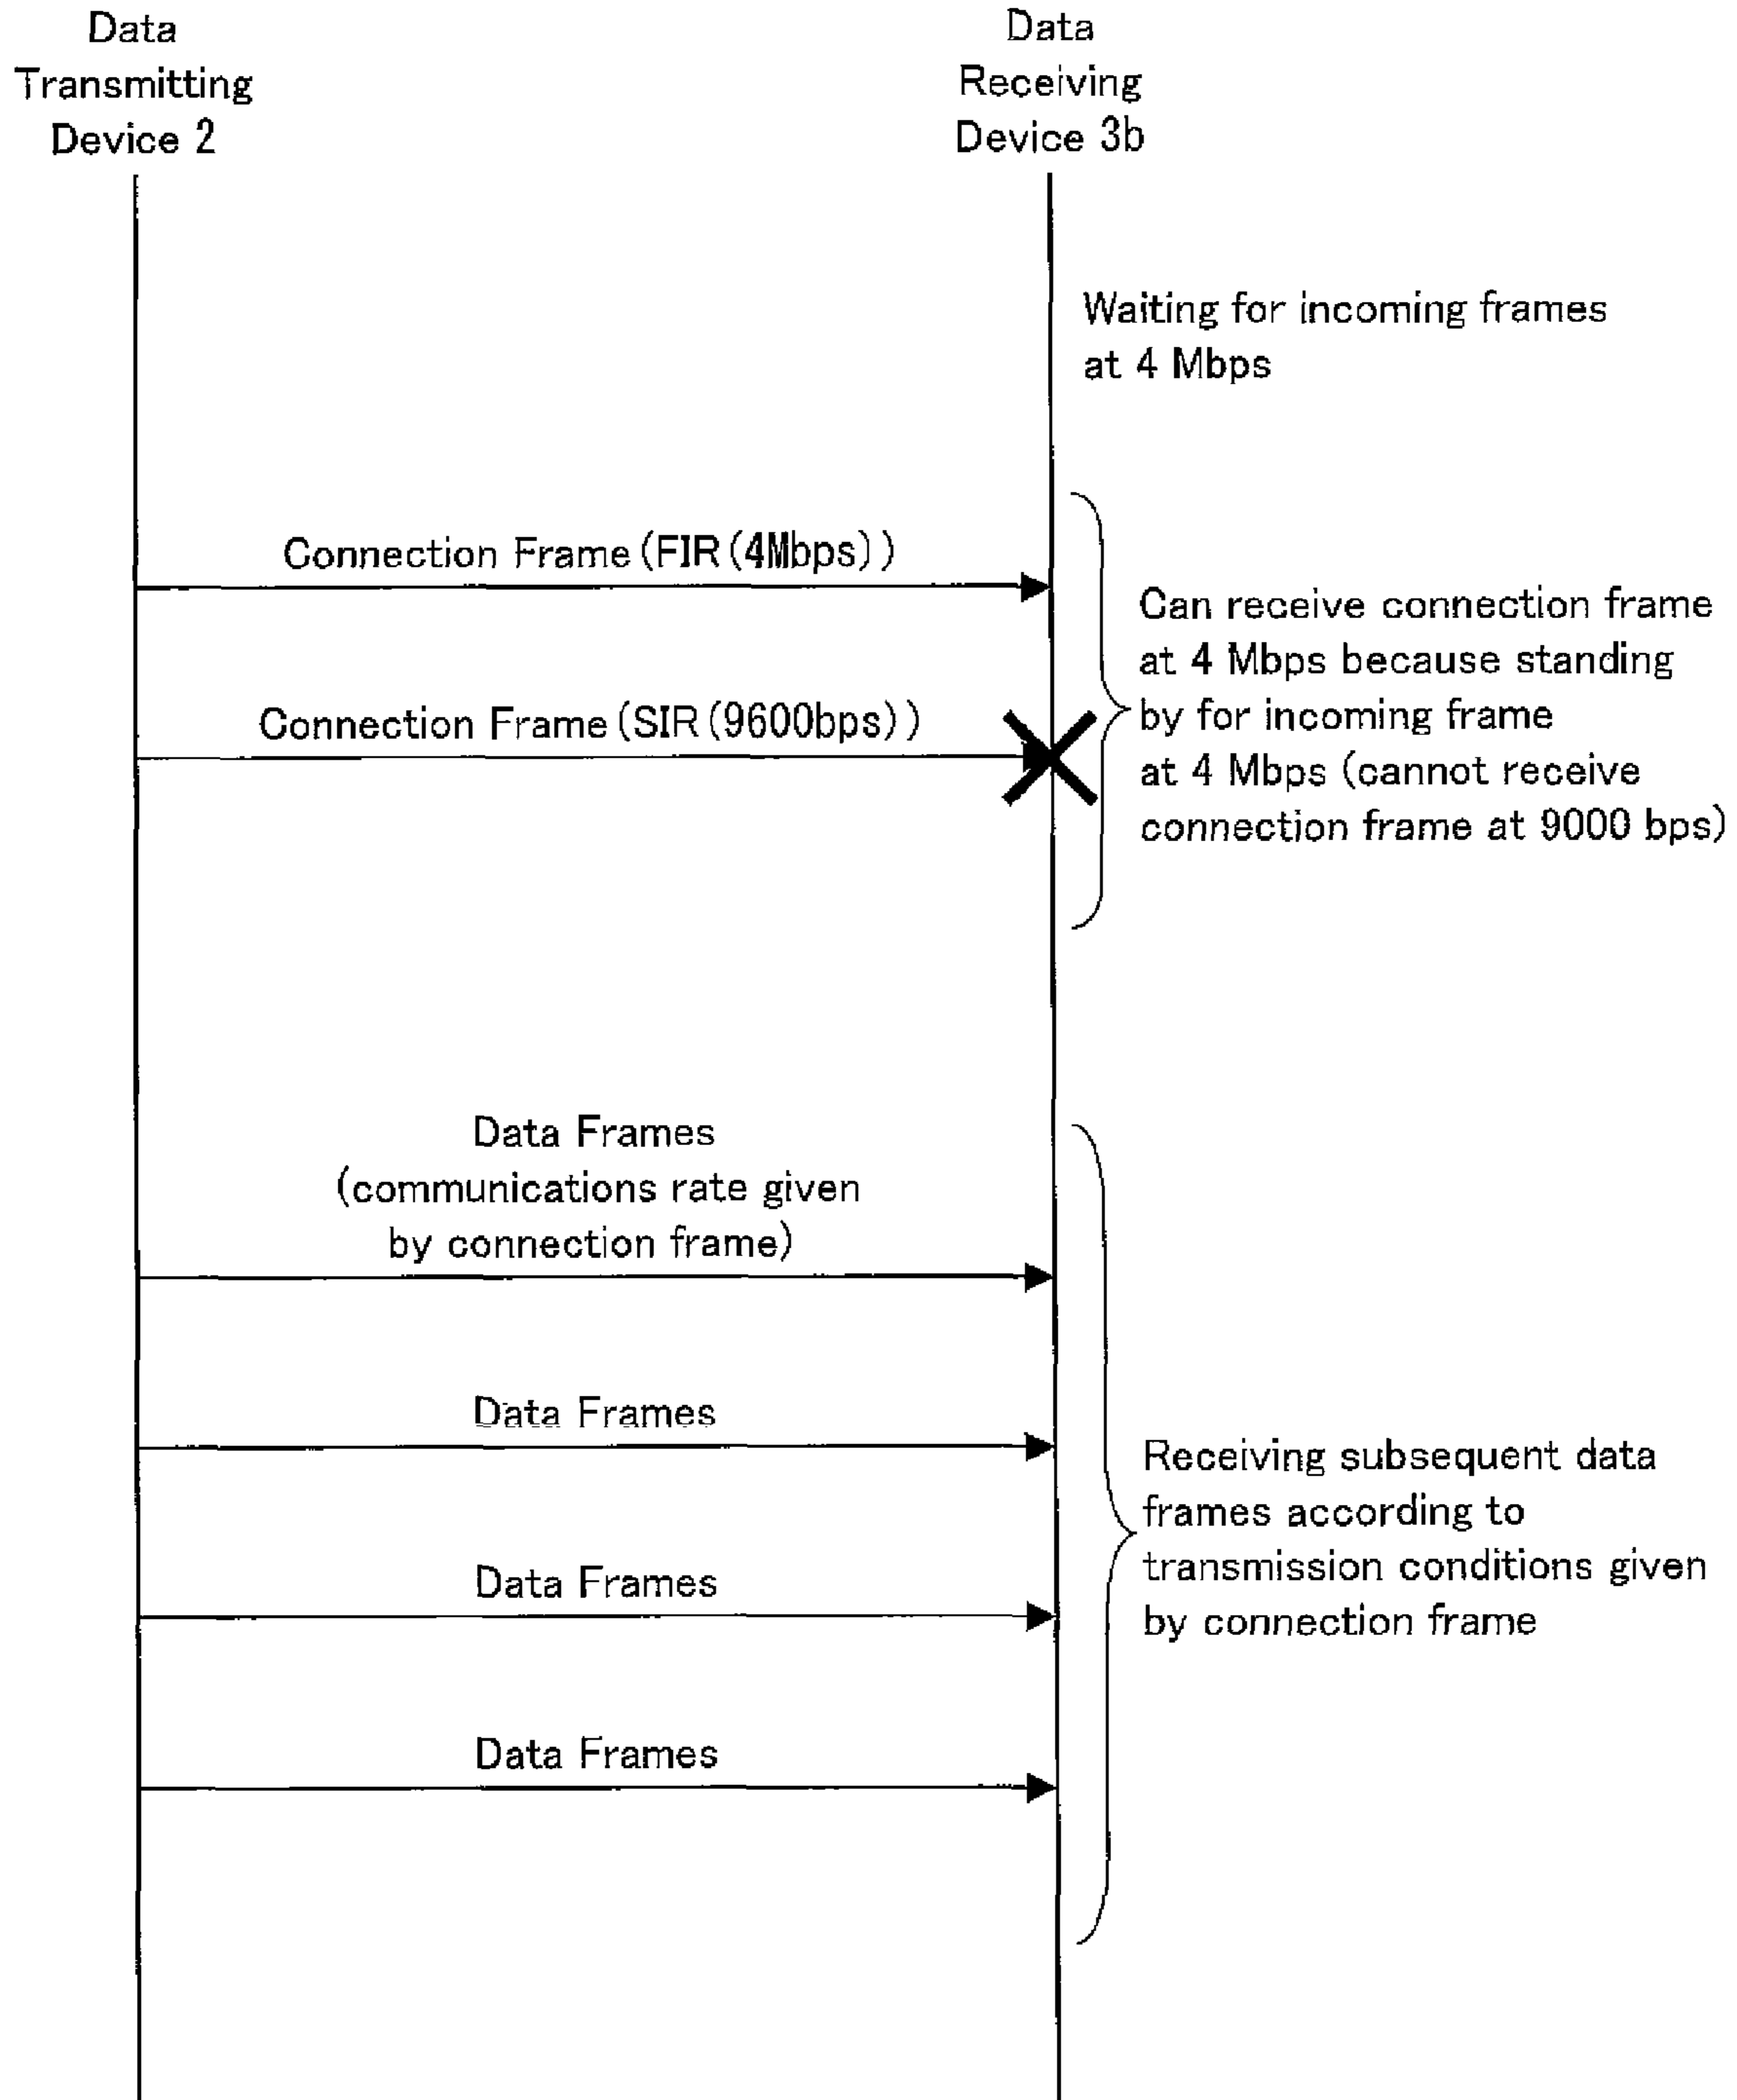 Data
Transmitting
Device 2
Data
Receiving
Device 3b
Waiting for incoming frames
at 4 Mbps
Connection Frame (FIR (4Mbps))
Connection Frame (SIR (9600bps))
Can receive connection frame
at 4 Mbps because standing
by for incoming frame
at 4 Mbps (cannot receive
connection frame at 9000 bps)
Data Frames
(communications rate given
by connection frame)
Data Frames
Data Frames
Data Frames
Receiving subsequent data
frames according to
transmission conditions given
by connection frame